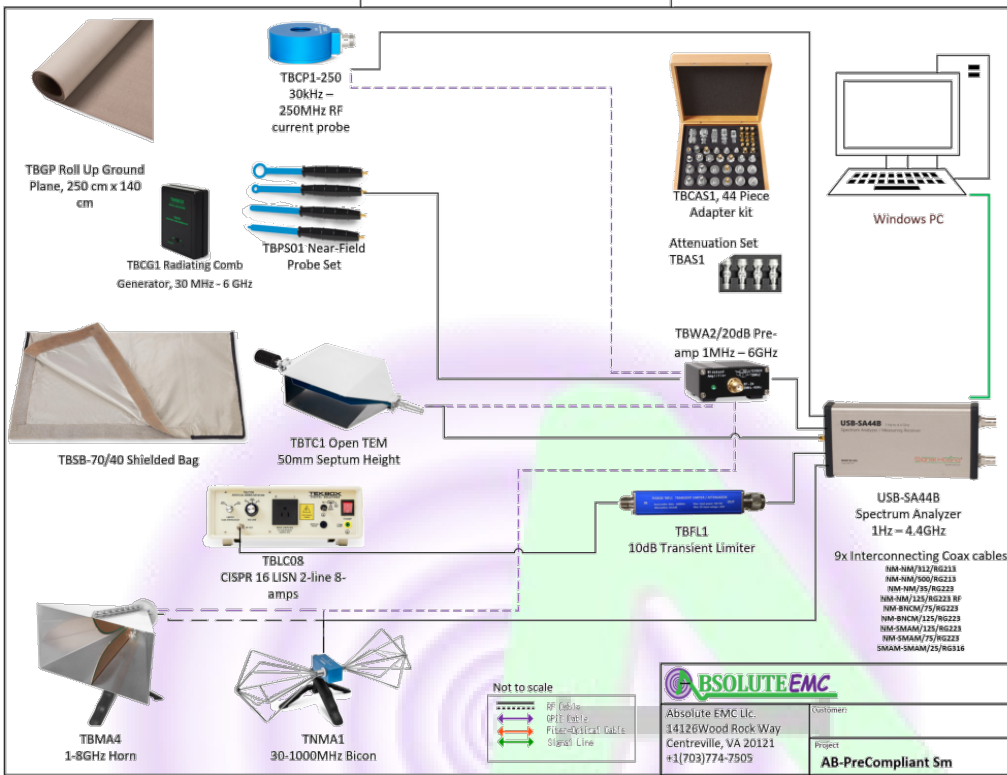 TBCP1-250
30kHz –
250MHz RF
current probe
TBGP Roll Up Ground
Plane, 250 cm x 140
cm
TBCG1 Radiating Comb
Generator, 30 MHz - 6 GHz
TBPS01 Near-Field
Probe Set
TBCAS1, 44 Piece
Adapter kit
Attenuation Set
TBAS1
Windows PC
TBWA2/20dB Pre-
amp 1MHz – 6GHz
TBSB-70/40 Shielded Bag
TBTC1 Open TEM
50mm Septum Height
USB-SA44B
USB-SA44B
Spectrum Analyzer
1Hz – 4.4GHz
TEKBOX
TBLC08
CISPR 16 LISN 2-line 8-
amps
TBFL1
10dB Transient Limiter
9x Interconnecting Coax cables
NM-NM/312/RG213
NM-NM/500/RG213
NM-NM/35/RG223
NM-NM/125/RG223 RF
NM-BNCM/75/RG223
NM-BNCM/125/RG223
NM-SMAM/125/RG223
NM-SMAM/75/RG223
SMAM-SMAM/25/RG316
TBMA4
1-8GHz Horn
TNMA1
30-1000MHz Bicon
Not to scale
RF Cable
GPIB Cable
Fiber-Optical Cable
Signal Line
ABSOLUTE EMC
Absolute EMC Llc.
14126Wood Rock Way
Centreville, VA 20121
+1(703)774-7505
Customer:
Project
AB-PreCompliant Sm